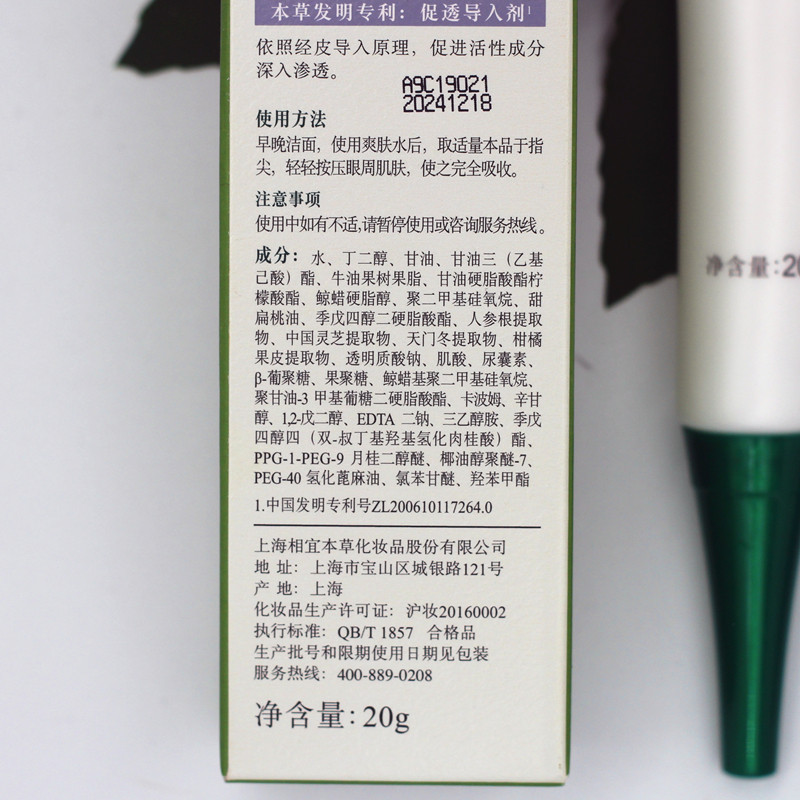 本草发明专利：促透导入剂¹
依照经皮导入原理，促进活性成分
深入渗透。
A9C19021
20241218
使用方法
早晚洁面，使用爽肤水后，取适量本品于指
尖，轻轻按压眼周肌肤，使之完全吸收。
注意事项
使用中如有不适,请暂停使用或咨询服务热线。
成分：水、丁二醇、甘油、甘油三（乙基
己酸）酯、牛油果树果脂、甘油硬脂酸酯柠
檬酸酯、鲸蜡硬脂醇、聚二甲基硅氧烷、甜
扁桃油、季戊四醇二硬脂酸酯、人参根提取
物、中国灵芝提取物、天门冬提取物、柑橘
果皮提取物、透明质酸钠、肌酸、尿囊素、
β-葡聚糖、果聚糖、鲸蜡基聚二甲基硅氧烷、
聚甘油-3 甲基葡糖二硬脂酸酯、卡波姆、辛甘
醇、1,2-戊二醇、EDTA 二钠、三乙醇胺、季戊
四醇四（双-叔丁基羟基氢化肉桂酸）酯、
PPG-1-PEG-9 月桂二醇醚、椰油醇聚醚-7、
PEG-40 氢化蓖麻油、氯苯甘醚、羟苯甲酯
1.中国发明专利号ZL200610117264.0
上海相宜本草化妆品股份有限公司
地 址：上海市宝山区城银路121号
产 地：上海
化妆品生产许可证：沪妆20160002
执行标准：QB/T 1857 合格品
生产批号和限期使用日期见包装
服务热线：400-889-0208
净含量：20g
净含量：20